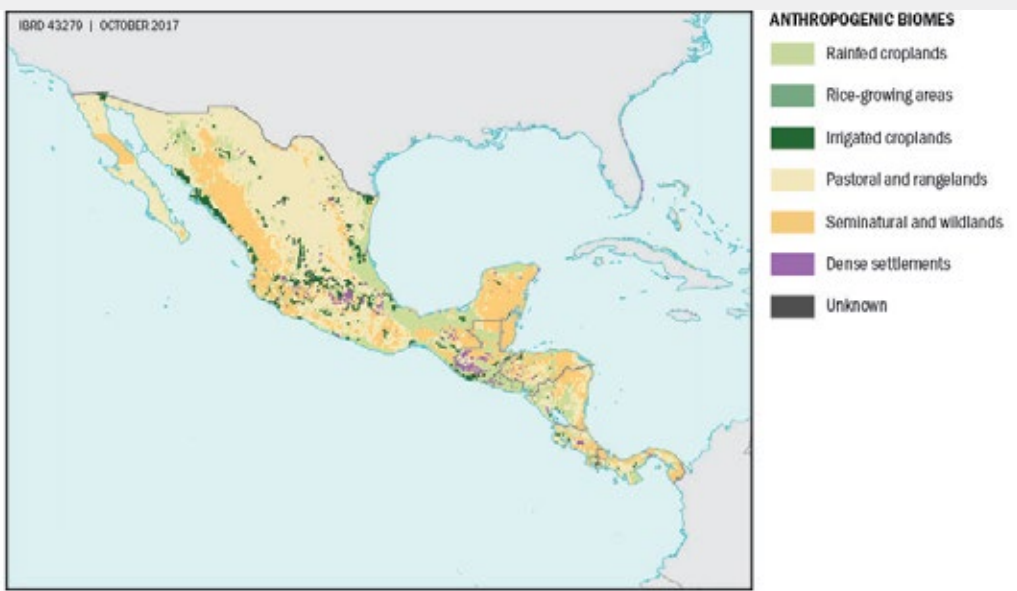 IBRD 43279 | OCTOBER 2017
ANTHROPOGENIC BIOMES
Rainfed croplands
Rice-growing areas
Irrigated croplands
Pastoral and rangelands
Seminatural and wildlands
Dense settlements
Unknown